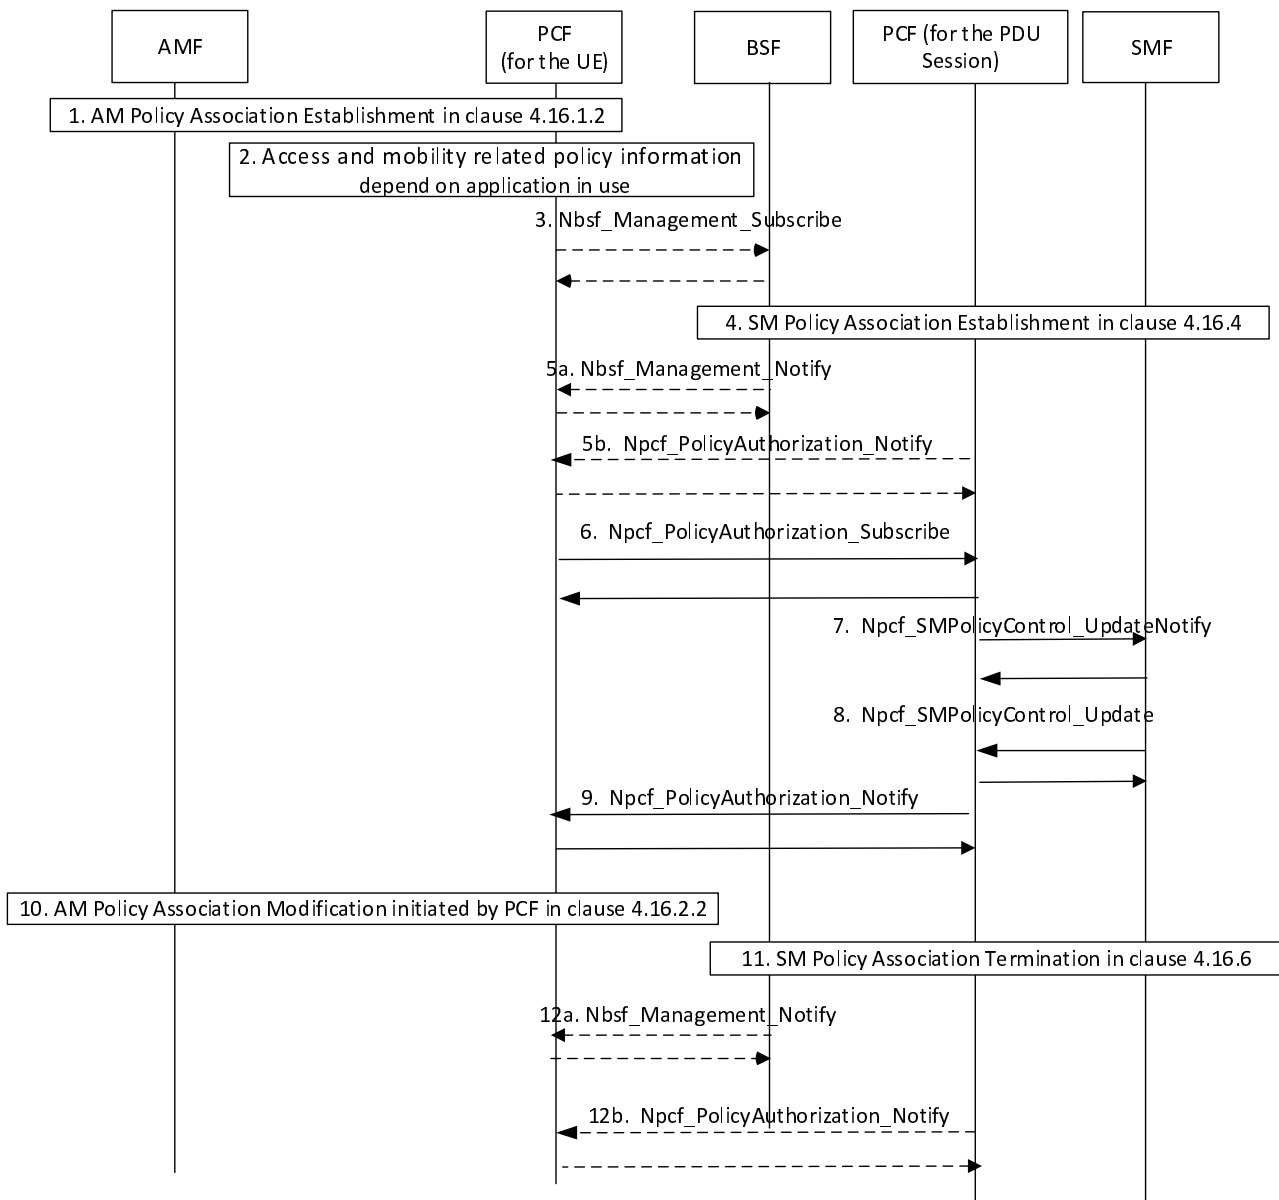 AMF
PCF
(for the UE)
BSF
PCF (for the PDU
Session)
SMF
1. AM Policy Association Establishment in clause 4.16.1.2
2. Access and mobility related policy information
depend on application in use
3. Nbsf_Management_Subscribe
4. SM Policy Association Establishment in clause 4.16.4
5a. Nbsf_Management_Notify
5b. Npcf_PolicyAuthorization_Notify
6. Npcf_PolicyAuthorization_Subscribe
7. Npcf_SMPolicyControl_UpdateNotify
8. Npcf_SMPolicyControl_Update
9. Npcf_PolicyAuthorization_Notify
10. AM Policy Association Modification initiated by PCF in clause 4.16.2.2
11. SM Policy Association Termination in clause 4.16.6
12a. Nbsf_Management_Notify
12b. Npcf_PolicyAuthorization_Notify